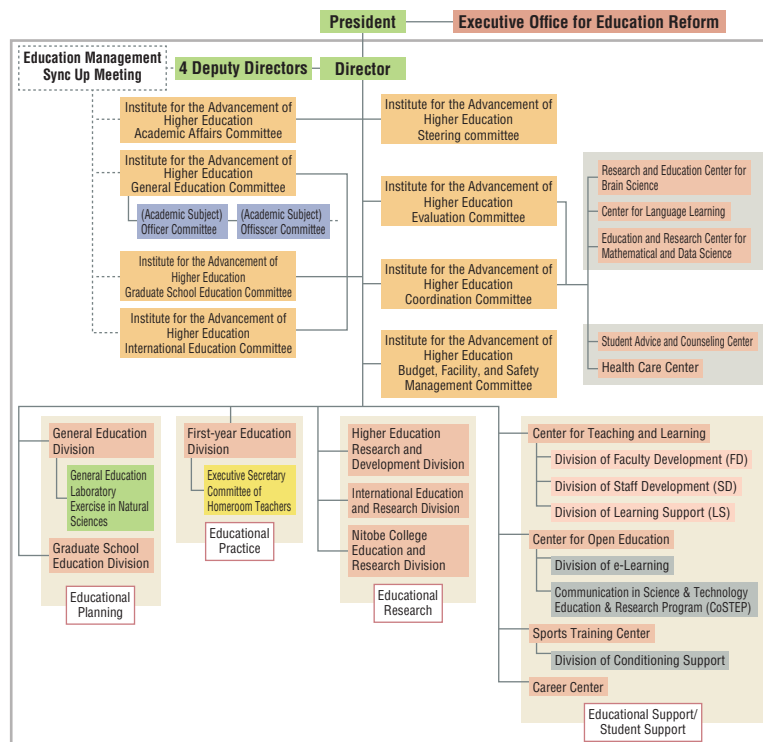 President
Executive Office for Education Reform
Education Management
Sync Up Meeting
4 Deputy Directors
Director
Institute for the Advancement of
Higher Education
Academic Affairs Committee
Institute for the Advancement of
Higher Education
Steering committee
Institute for the Advancement of
Higher Education
General Education Committee
(Academic Subject)
Officer Committee
(Academic Subject)
Offisscer Committee
Institute for the Advancement of
Higher Education
Evaluation Committee
Research and Education Center for
Brain Science
Center for Language Learning
Education and Research Center for
Mathematical and Data Science
Institute for the Advancement of
Higher Education
Graduate School Education Committee
Institute for the Advancement of
Higher Education
Coordination Committee
Institute for the Advancement of
Higher Education
International Education Committee
Institute for the Advancement of
Higher Education
Budget, Facility, and Safety
Management Committee
Student Advice and Counseling Center
Health Care Center
General Education
Division
General Education
Laboratory
Exercise in Natural
Sciences
Graduate School
Education Division
Educational
Planning
First-year Education
Division
Executive Secretary
Committee of
Homeroom Teachers
Educational
Practice
Higher Education
Research and
Development Division
International Education
and Research Division
Nitobe College
Education and
Research Division
Educational
Research
Center for Teaching and Learning
Division of Faculty Development (FD)
Division of Staff Development (SD)
Division of Learning Support (LS)
Center for Open Education
Division of e-Learning
Communication in Science & Technology
Education & Research Program (CoSTEP)
Sports Training Center
Division of Conditioning Support
Career Center
Educational Support/
Student Support